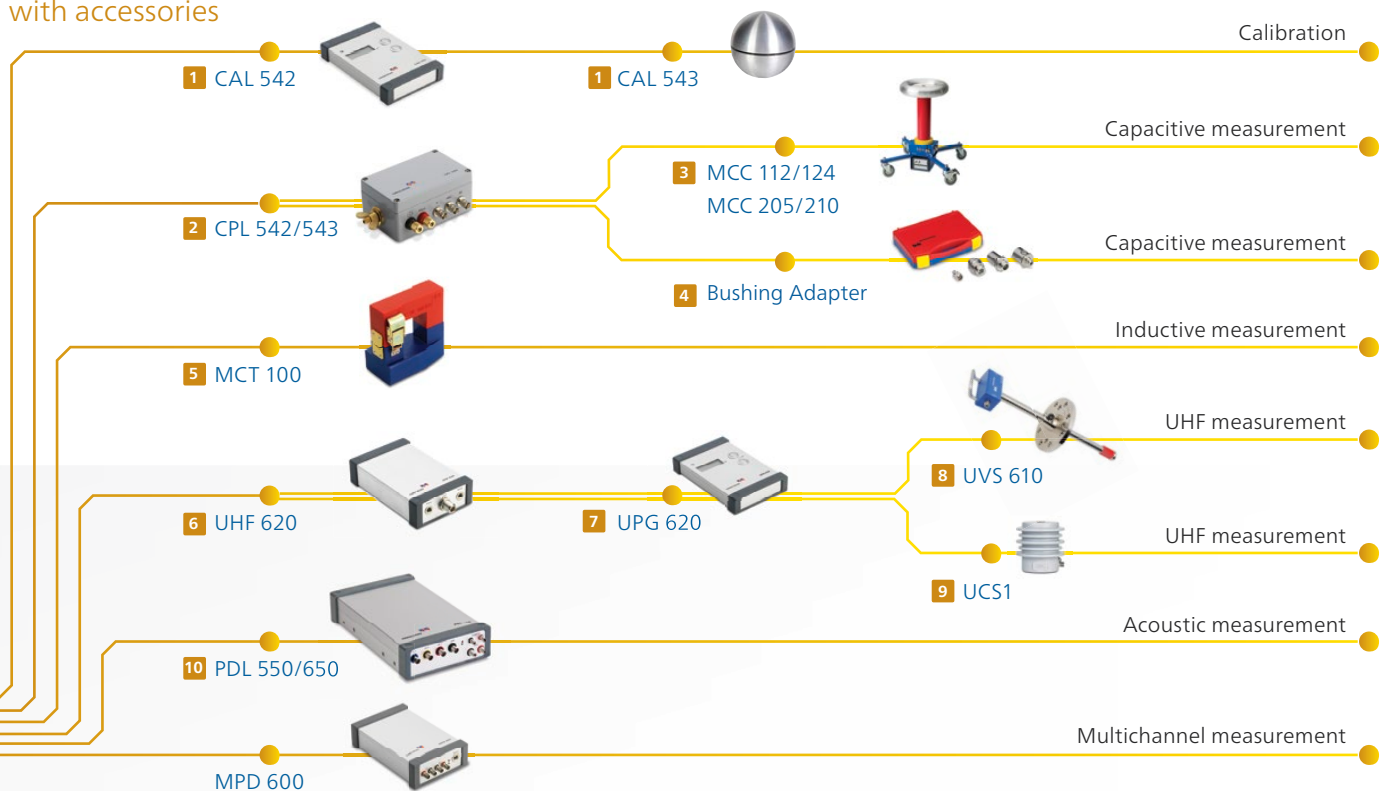 with accessories
Calibration
1 CAL 542
1 CAL 543
Capacitive measurement
3 MCC 112/124
MCC 205/210
2 CPL 542/543
Capacitive measurement
4 Bushing Adapter
Inductive measurement
5 MCT 100
UHF measurement
8 UVS 610
6 UHF 620
7 UPG 620
UHF measurement
9 UCS1
Acoustic measurement
10 PDL 550/650
Multichannel measurement
MPD 600